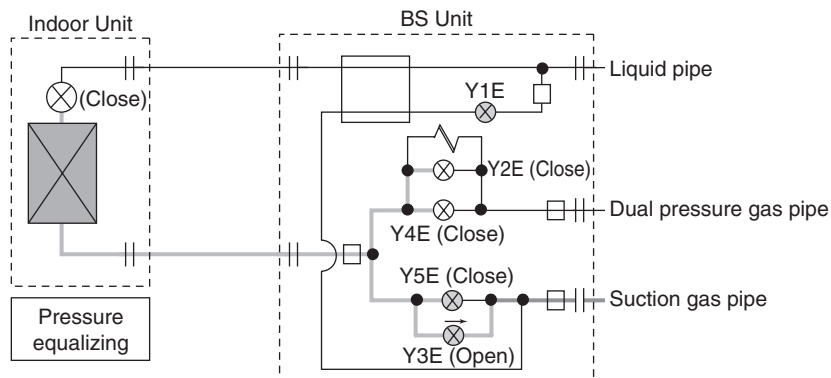 Indoor Unit
BS Unit
Liquid pipe
(Close)
Y1E
Y2E (Close)
Dual pressure gas pipe
Y4E (Close)
Y5E (Close)
Suction gas pipe
Pressure
equalizing
Y3E (Open)